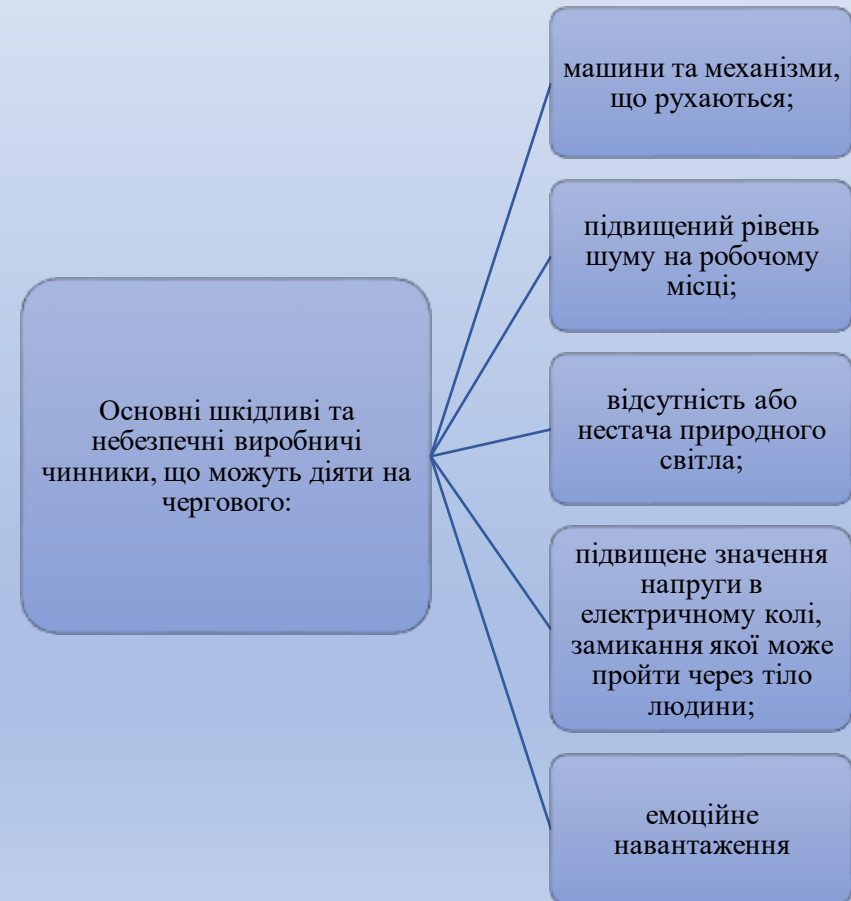 Основні шкідливі та
небезпечні виробничі
чинники, що можуть діяти на
чергового:
машини та механізми,
що рухаються;
підвищений рівень
шуму на робочому
місці;
відсутність або
нестача природного
світла;
підвищене значення
напруги в
електричному колі,
замикання якої може
пройти через тіло
людини;
емоційне
навантаження